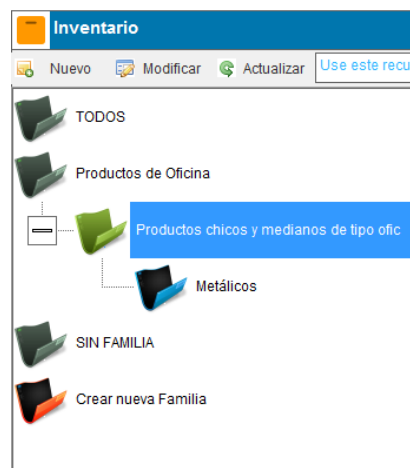 Inventario
Nuevo Modificar Actualizar Use este recu
TODOS
Productos de Oficina
Productos chicos y medianos de tipo ofic
Metálicos
SIN FAMILIA
Crear nueva Familia